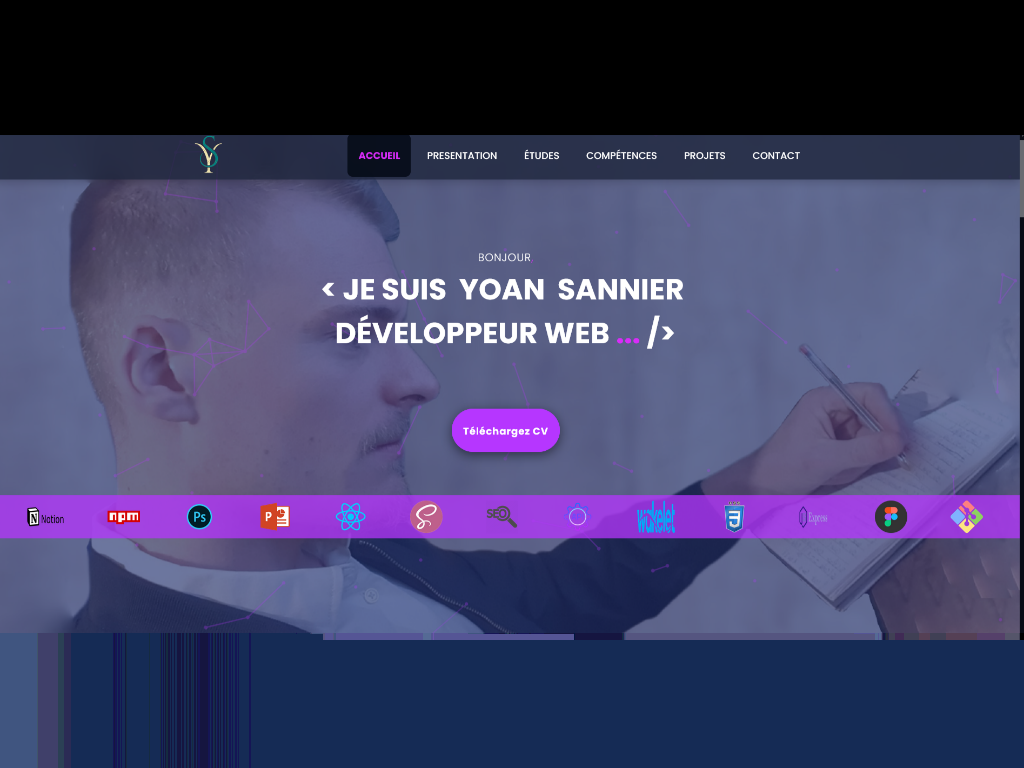 ACCUEIL PRESENTATION ÉTUDES COMPÉTENCES PROJETS CONTACT
BONJOUR
< JE SUIS YOAN SANNIER
DÉVELOPPEUR WEB ... />
Téléchargez CV
Notion npm Ps P SEO wakelet 3 Express